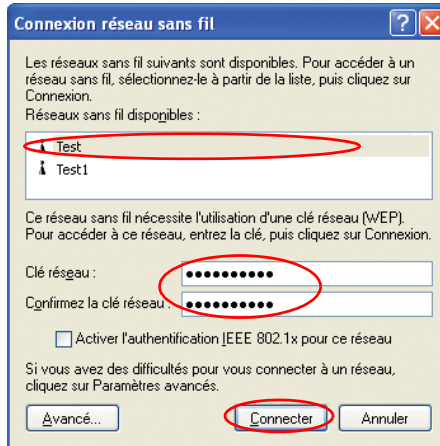 Connexion réseau sans fil
Les réseaux sans fil suivants sont disponibles. Pour accéder à un
réseau sans fil, sélectionnez-le à partir de la liste, puis cliquez sur
Connexion.
Réseaux sans fil disponibles :
Test
Test1
Ce réseau sans fil nécessite l'utilisation d'une clé réseau (WEP).
Pour accéder à ce réseau, entrez la clé, puis cliquez sur Connexion.
Clé réseau : ●●●●●●●●●●
Confirmez la clé réseau : ●●●●●●●●●●
Activer l'authentification IEEE 802.1x pour ce réseau
Si vous avez des difficultés pour vous connecter à un réseau,
cliquez sur Paramètres avancés.
Avancé... Connecter Annuler